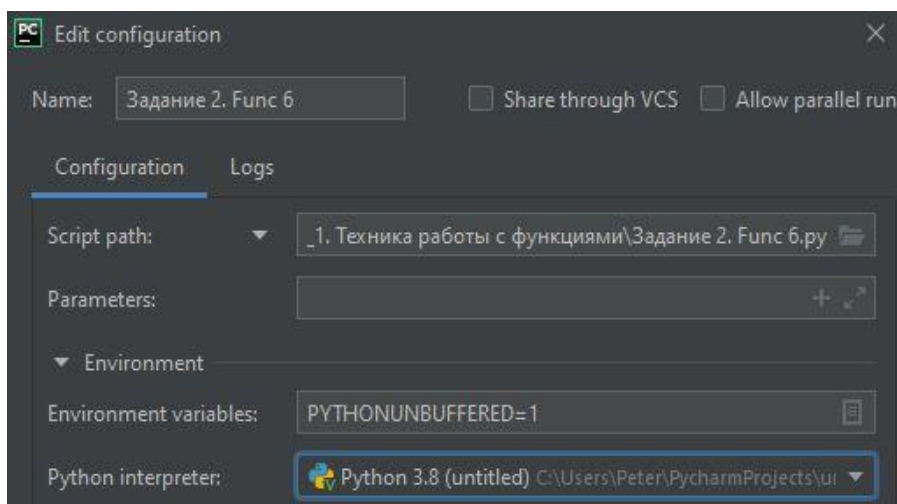 PC Edit configuration
Name: Задание 2. Func 6 Share through VCS Allow parallel run
Configuration Logs
Script path: _1. Техника работы с функциями\Задание 2. Func 6.py
Parameters:
Environment
Environment variables: PYTHONUNBUFFERED=1
Python interpreter: Python 3.8 (untitled) C:\Users\Peter\PycharmProjects\